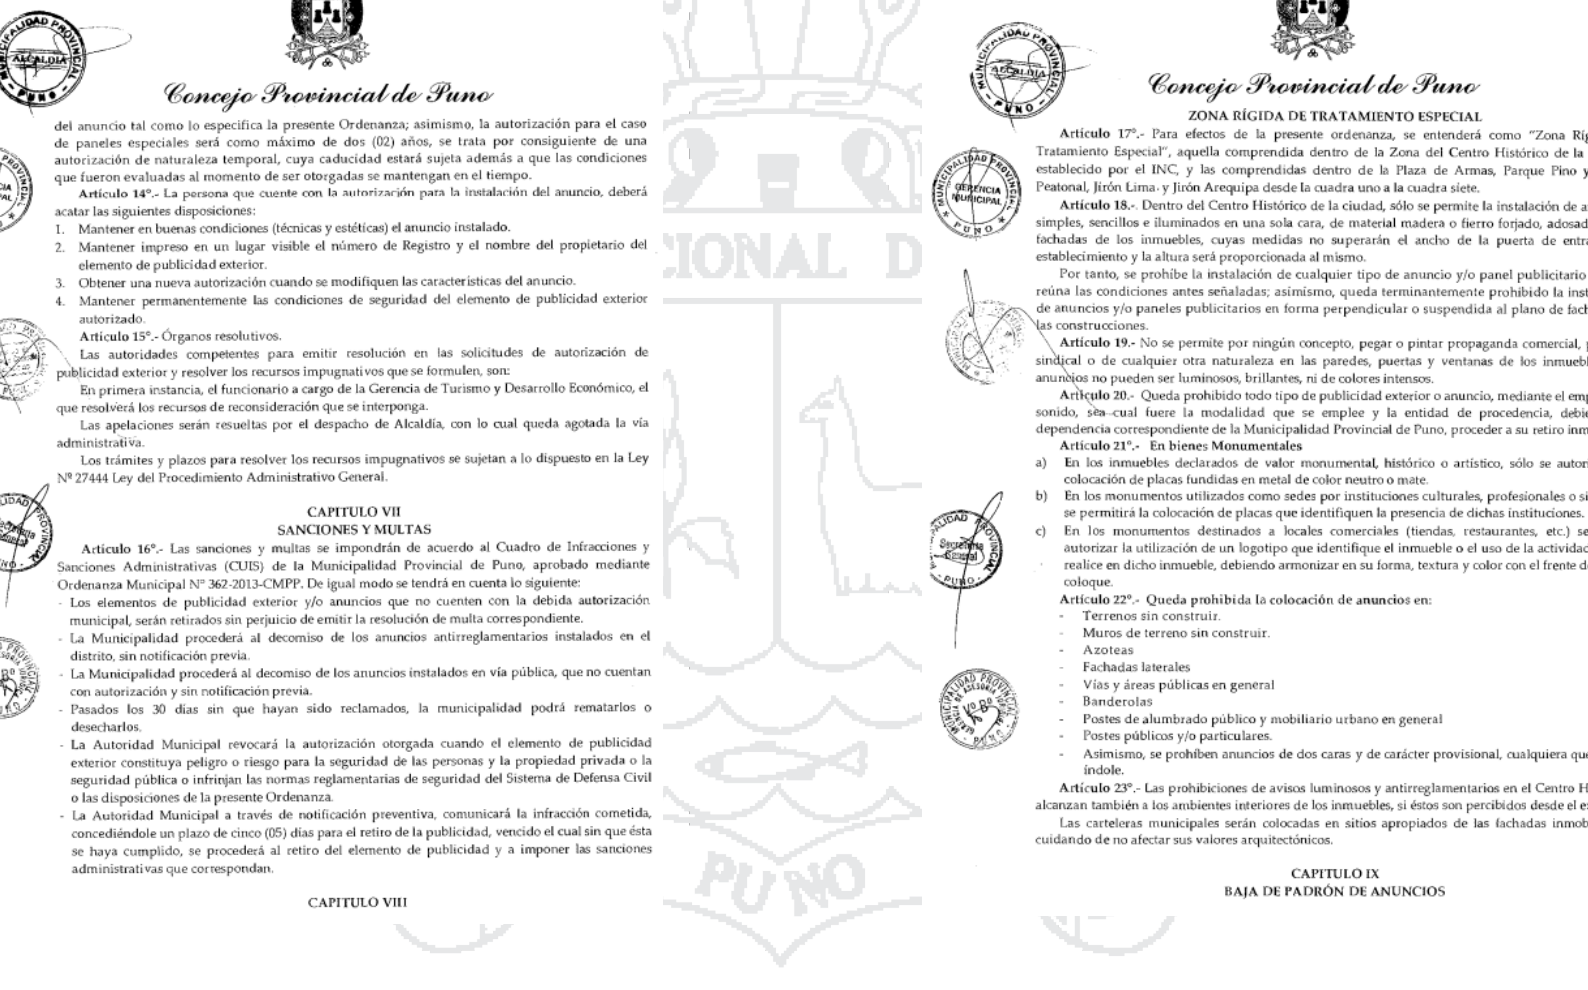 Concejo Provincial de Puno
del anuncio tal como lo especifica la presente Ordenanza; asimismo, la autorización para el caso
de paneles especiales será como máximo de dos (02) años, se trata por consiguiente de una
autorización de naturaleza temporal, cuya caducidad estará sujeta además a que las condiciones
que fueron evaluadas al momento de ser otorgadas se mantengan en el tiempo.
Artículo 14º.- La persona que cuente con la autorización para la instalación del anuncio, deberá
acatar las siguientes disposiciones:
1. Mantener en buenas condiciones (técnicas y estéticas) el anuncio instalado.
2. Mantener impreso en un lugar visible el número de Registro y el nombre del propietario del
elemento de publicidad exterior.
3. Obtener una nueva autorización cuando se modifiquen las características del anuncio.
4. Mantener permanentemente las condiciones de seguridad del elemento de publicidad exterior
autorizado.
Artículo 15º.- Órganos resolutivos.
Las autoridades competentes para emitir resolución en las solicitudes de autorización de
publicidad exterior y resolver los recursos impugnativos que se formulen, son:
En primera instancia, el funcionario a cargo de la Gerencia de Turismo y Desarrollo Económico, el
que resolverá los recursos de reconsideración que se interponga.
Las apelaciones serán resueltas por el despacho de Alcaldía, con lo cual queda agotada la vía
administrativa.
Los trámites y plazos para resolver los recursos impugnativos se sujetan a lo dispuesto en la Ley
Nº 27444 Ley del Procedimiento Administrativo General.
CAPITULO VII
SANCIONES Y MULTAS
Artículo 16º.- Las sanciones y multas se impondrán de acuerdo al Cuadro de Infracciones y
Sanciones Administrativas (CUIS) de la Municipalidad Provincial de Puno, aprobado mediante
Ordenanza Municipal N° 362-2013-CMPP. De igual modo se tendrá en cuenta lo siguiente:
- Los elementos de publicidad exterior y/o anuncios que no cuenten con la debida autorización
municipal, serán retirados sin perjuicio de emitir la resolución de multa correspondiente.
- La Municipalidad procederá al decomiso de los anuncios antirreglamentarios instalados en el
distrito, sin notificación previa.
- La Municipalidad procederá al decomiso de los anuncios instalados en vía pública, que no cuentan
con autorización y sin notificación previa.
- Pasados los 30 días sin que hayan sido reclamados, la municipalidad podrá rematarlos o
desecharlos.
- La Autoridad Municipal revocará la autorización otorgada cuando el elemento de publicidad
exterior constituya peligro o riesgo para la seguridad de las personas y la propiedad privada o la
seguridad pública o infrinjan las normas reglamentarias de seguridad del Sistema de Defensa Civil
o las disposiciones de la presente Ordenanza.
- La Autoridad Municipal a través de notificación preventiva, comunicará la infracción cometida,
concediéndole un plazo de cinco (05) días para el retiro de la publicidad, vencido el cual sin que ésta
se haya cumplido, se procederá al retiro del elemento de publicidad y a imponer las sanciones
administrativas que correspondan.
CAPITULO VIII
PUNO
Concejo Provincial de Puno
ZONA RÍGIDA DE TRATAMIENTO ESPECIAL
Artículo 17º.- Para efectos de la presente ordenanza, se entenderá como "Zona Ríg
Tratamiento Especial", aquella comprendida dentro de la Zona del Centro Histórico de la
establecido por el INC, y las comprendidas dentro de la Plaza de Armas, Parque Pino y
Peatonal, Jirón Lima y Jirón Arequipa desde la cuadra uno a la cuadra siete.
Artículo 18.- Dentro del Centro Histórico de la ciudad, sólo se permite la instalación de a
simples, sencillos e iluminados en una sola cara, de material madera o fierro forjado, adosad
fachadas de los inmuebles, cuyas medidas no superarán el ancho de la puerta de entra
establecimiento y la altura será proporcionada al mismo.
Por tanto, se prohíbe la instalación de cualquier tipo de anuncio y/o panel publicitario
reúna las condiciones antes señaladas; asimismo, queda terminantemente prohibido la inst
de anuncios y/o paneles publicitarios en forma perpendicular o suspendida al plano de fach
las construcciones.
Artículo 19.- No se permite por ningún concepto, pegar o pintar propaganda comercial, p
sindical o de cualquier otra naturaleza en las paredes, puertas y ventanas de los inmuebl
anuncios no pueden ser luminosos, brillantes, ni de colores intensos.
Artículo 20.- Queda prohibido todo tipo de publicidad exterior o anuncio, mediante el emp
sonido, sea cual fuere la modalidad que se emplee y la entidad de procedencia, debie
dependencia correspondiente de la Municipalidad Provincial de Puno, proceder a su retiro inm
Artículo 21º.- En bienes Monumentales
a) En los inmuebles declarados de valor monumental, histórico o artístico, sólo se autor
colocación de placas fundidas en metal de color neutro o mate.
b) En los monumentos utilizados como sedes por instituciones culturales, profesionales o si
se permitirá la colocación de placas que identifiquen la presencia de dichas instituciones.
c) En los monumentos destinados a locales comerciales (tiendas, restaurantes, etc.) se
autorizar la utilización de un logotipo que identifique el inmueble o el uso de la actividad
realice en dicho inmueble, debiendo armonizar en su forma, textura y color con el frente d
coloque.
Artículo 22º.- Queda prohibida la colocación de anuncios en:
- Terrenos sin construir.
- Muros de terreno sin construir.
- Azoteas
- Fachadas laterales
- Vías y áreas públicas en general
- Banderolas
- Postes de alumbrado público y mobiliario urbano en general
- Postes públicos y/o particulares.
- Asimismo, se prohíben anuncios de dos caras y de carácter provisional, cualquiera que
índole.
Artículo 23º.- Las prohibiciones de avisos luminosos y antirreglamentarios en el Centro H
alcanzan también a los ambientes interiores de los inmuebles, si éstos son percibidos desde el e
Las carteleras municipales serán colocadas en sitios apropiados de las fachadas inmob
cuidando de no afectar sus valores arquitectónicos.
CAPITULO IX
BAJA DE PADRÓN DE ANUNCIOS